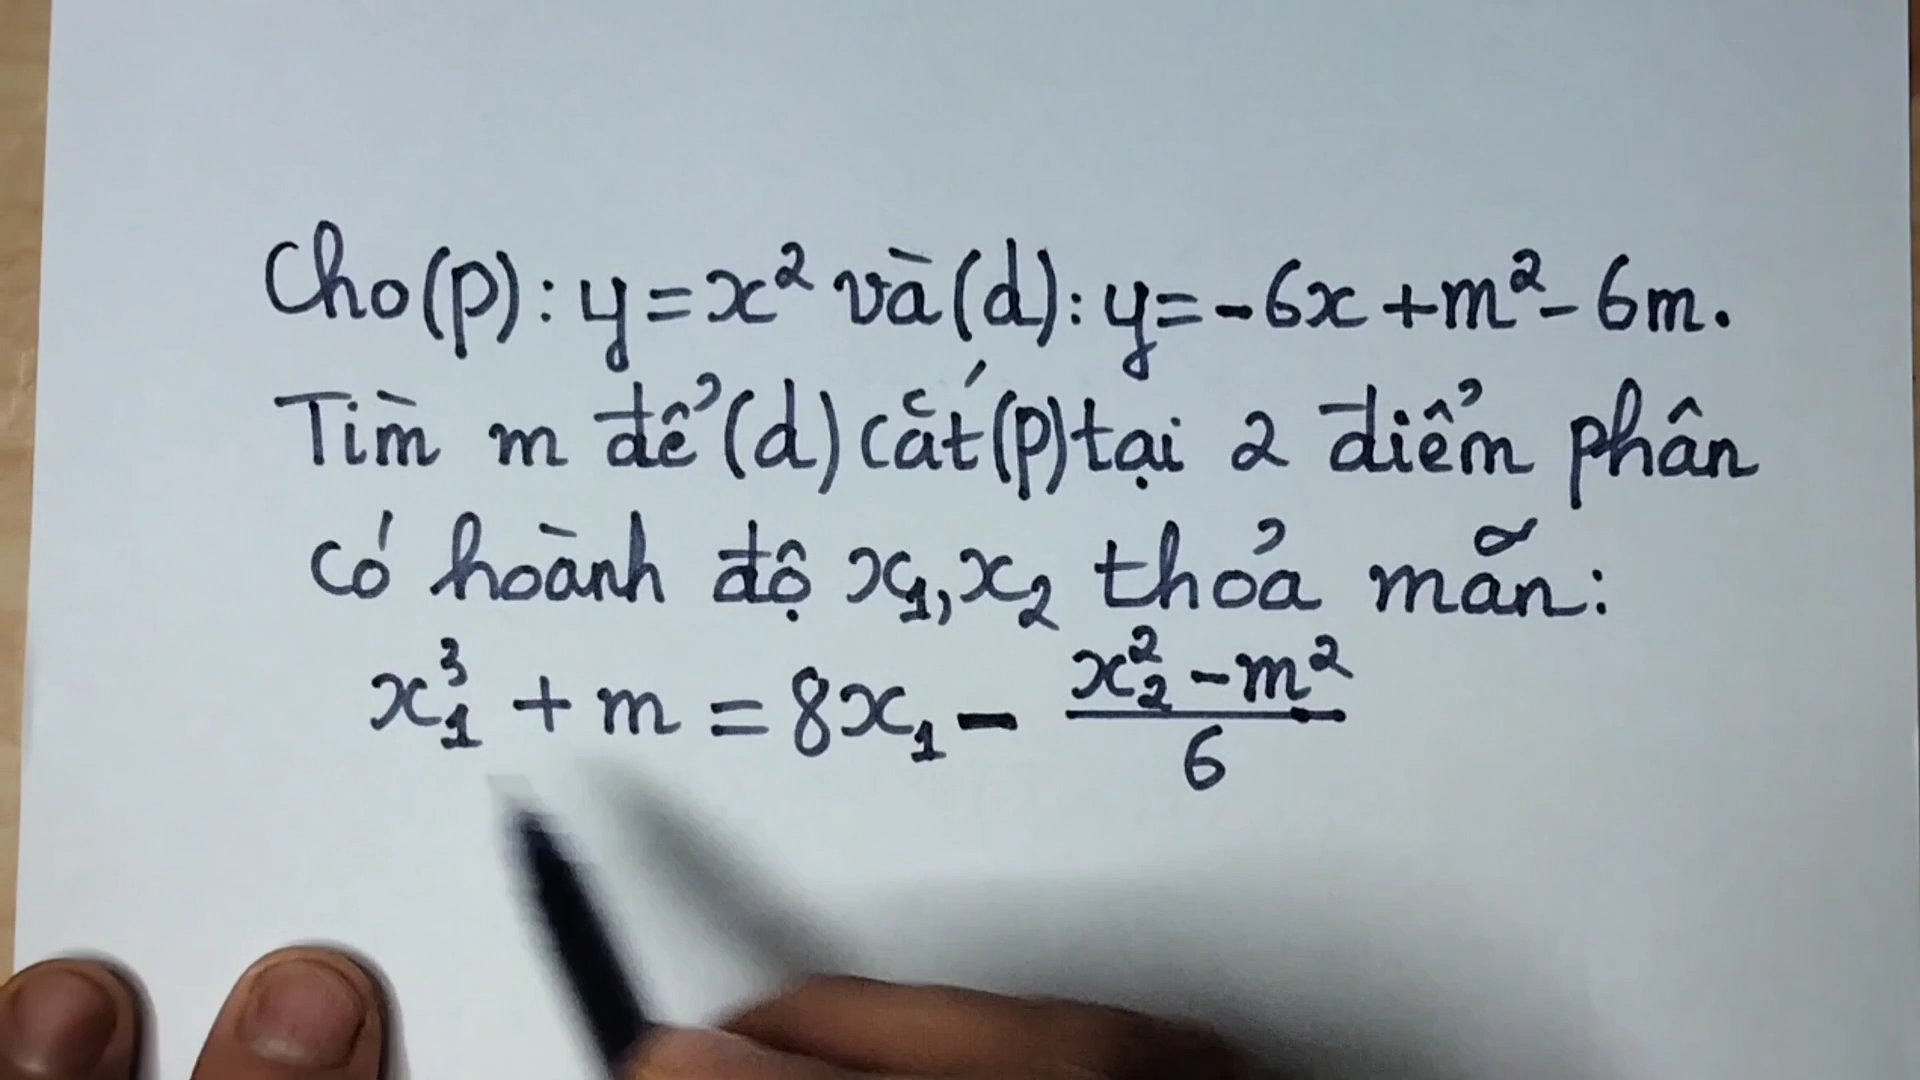 Cho (p): y = x² và (d): y = -6x + m² - 6m.
Tìm m để (d) cắt (p) tại 2 điểm phân
có hoành độ x₁, x₂ thỏa mãn:
x₁³ + m = 8x₁ - (x₂² - m²)/6